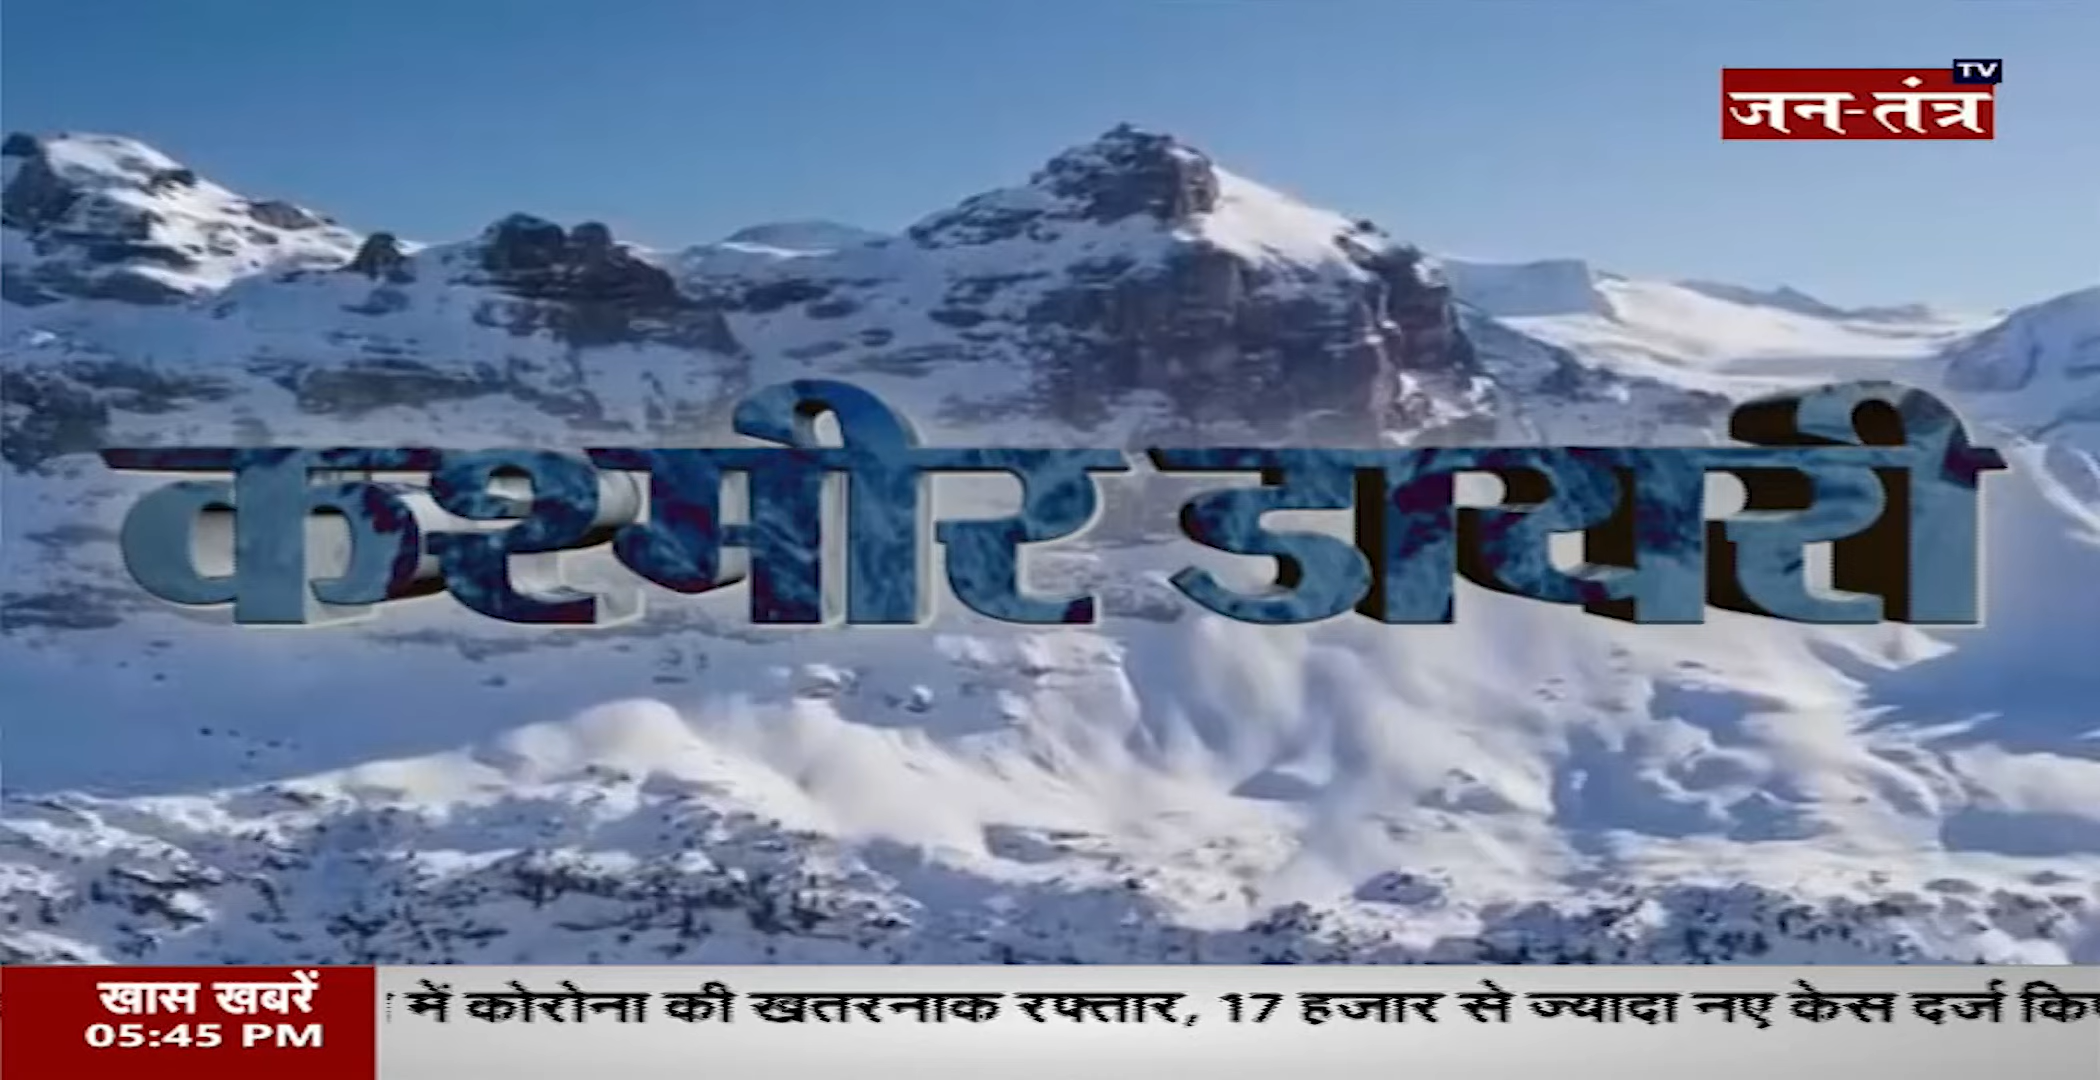 TV
जन-तंत्र
कश्मीर डायरी
खास खबरें
05:45 PM
में कोरोना की खतरनाक रफ्तार, 17 हजार से ज्यादा नए केस दर्ज